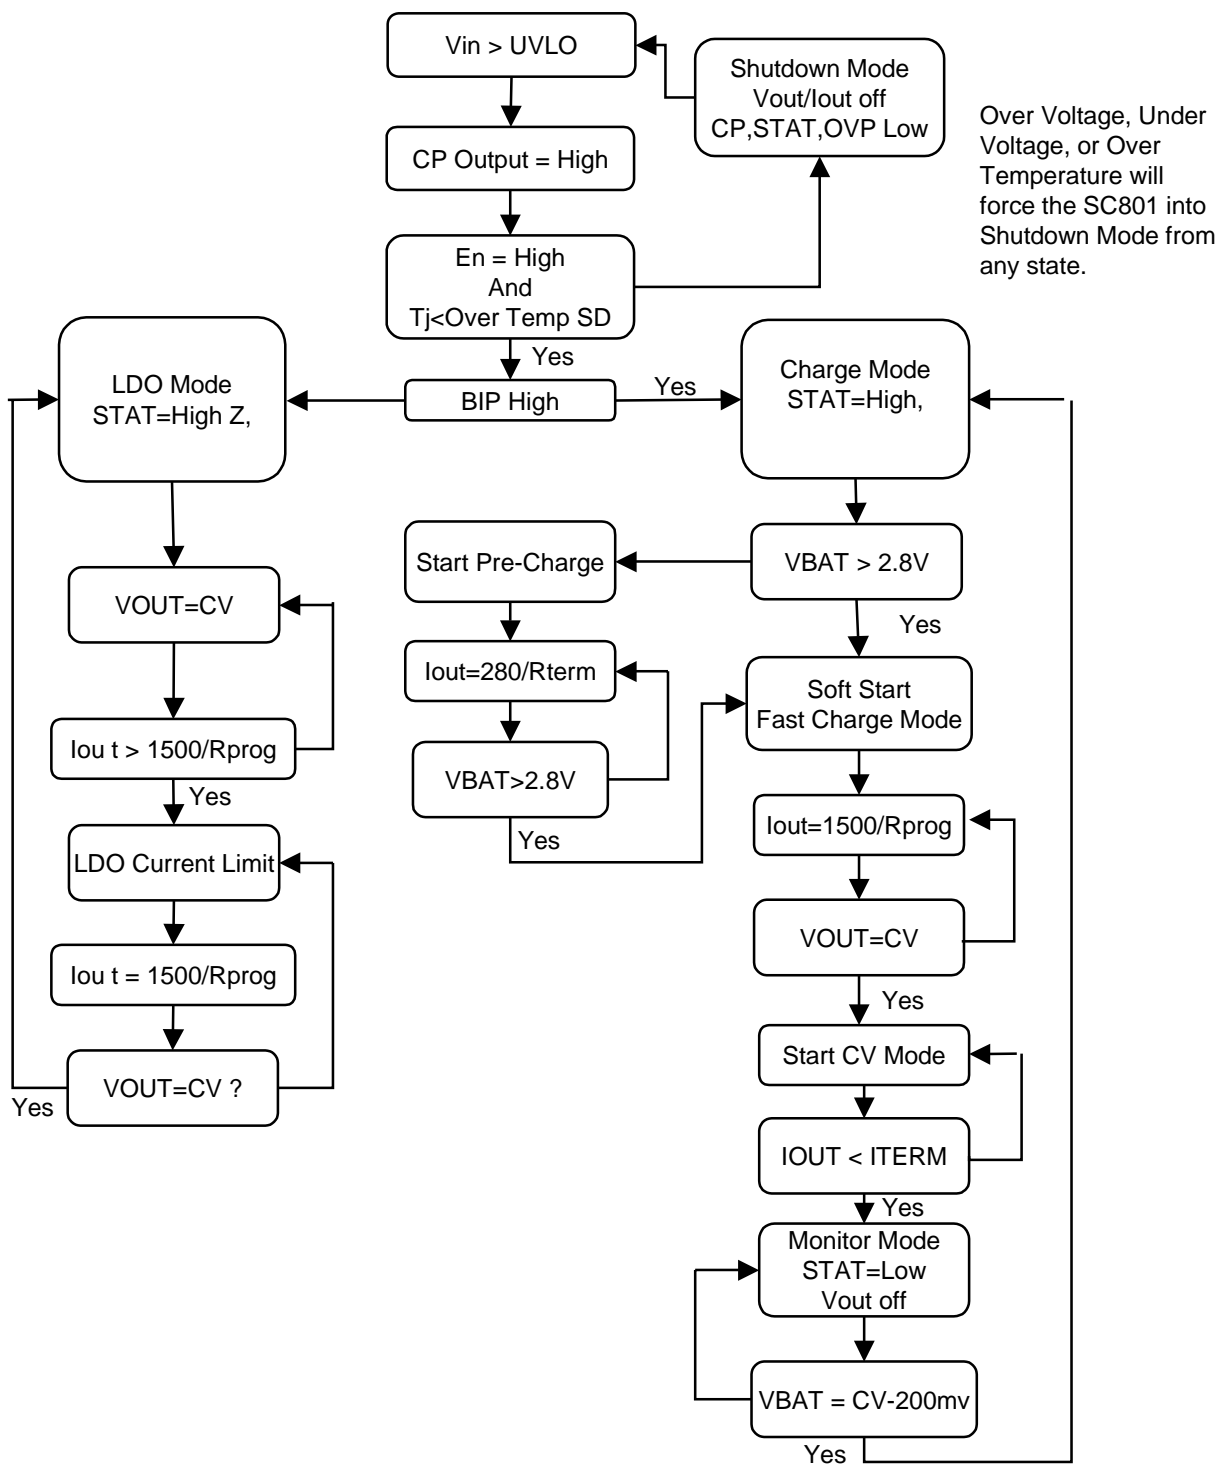 Vin > UVLO
Shutdown Mode
Vout/Iout off
CP,STAT,OVP Low
Over Voltage, Under
Voltage, or Over
Temperature will
force the SC801 into
Shutdown Mode from
any state.
CP Output = High
En = High
And
Tj<Over Temp SD
Yes
BIP High
Yes
LDO Mode
STAT=High Z,
Charge Mode
STAT=High,
Start Pre-Charge
VBAT > 2.8V
Yes
VOUT=CV
Iout=280/Rterm
Soft Start
Fast Charge Mode
Iou t > 1500/Rprog
Yes
VBAT>2.8V
Yes
Iout=1500/Rprog
LDO Current Limit
VOUT=CV
Yes
Iou t = 1500/Rprog
Start CV Mode
VOUT=CV ?
Yes
IOUT < ITERM
Yes
Monitor Mode
STAT=Low
Vout off
VBAT = CV-200mv
Yes